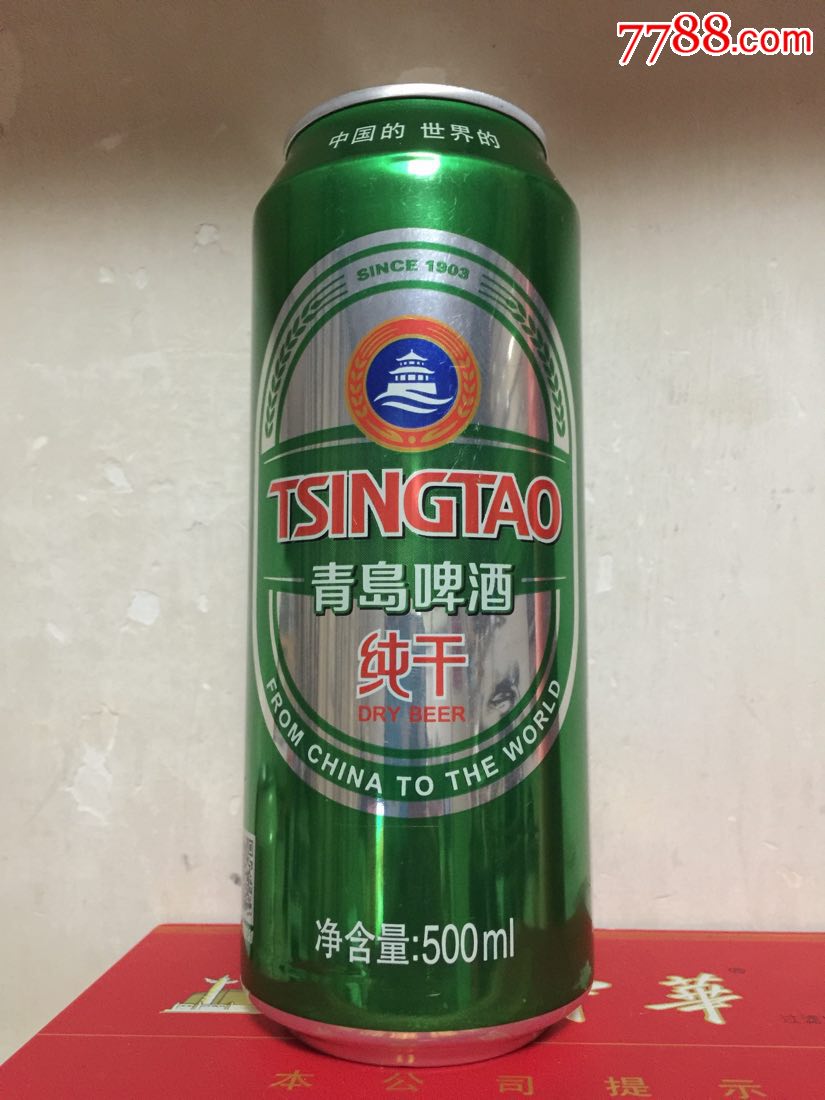 7788.com
中国的 世界的
SINCE 1903
TSINGTAO
青島啤酒
纯干
DRY BEER
FROM CHINA TO THE WORLD
净含量:500ml
華
本公司提示